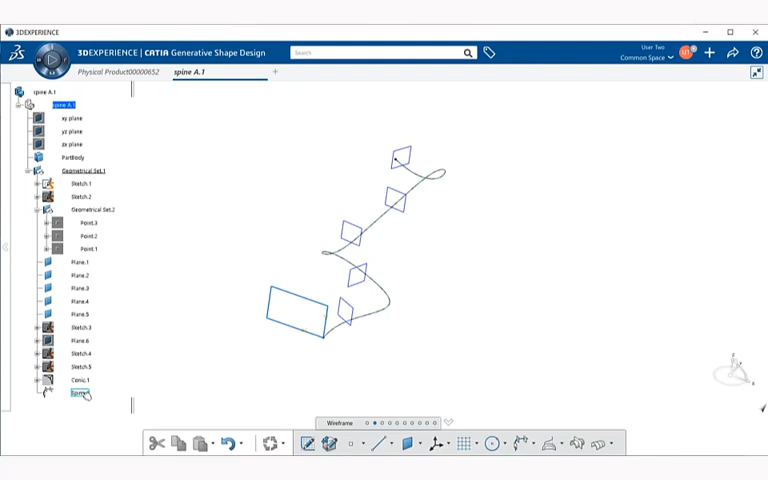 3DEXPERIENCE
3DEXPERIENCE | CATIA Generative Shape Design
Search
User Two
Common Space
Physical Product00000652
spine A.1
spine A.1
spine A.1
xy plane
yz plane
zx plane
PartBody
Geometrical Set.1
Sketch.1
Sketch.2
Geometrical Set.2
Point.3
Point.2
Point.1
Plane.1
Plane.2
Plane.3
Plane.4
Plane.5
Sketch.3
Plane.6
Sketch.4
Sketch.5
Conic.1
Wireframe